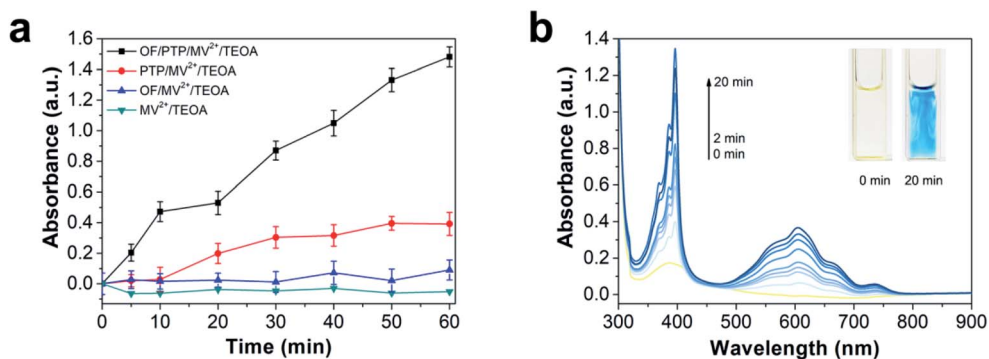 a
OF/PTP/MV²⁺/TEOA
PTP/MV²⁺/TEOA
OF/MV²⁺/TEOA
MV²⁺/TEOA
Absorbance (a.u.)
1.6
1.4
1.2
1.0
0.8
0.6
0.4
0.2
0.0
0 10 20 30 40 50 60
Time (min)
b
20 min
2 min
0 min
0 min 20 min
Absorbance (a.u.)
1.4
1.2
1.0
0.8
0.6
0.4
0.2
0.0
300 400 500 600 700 800 900
Wavelength (nm)